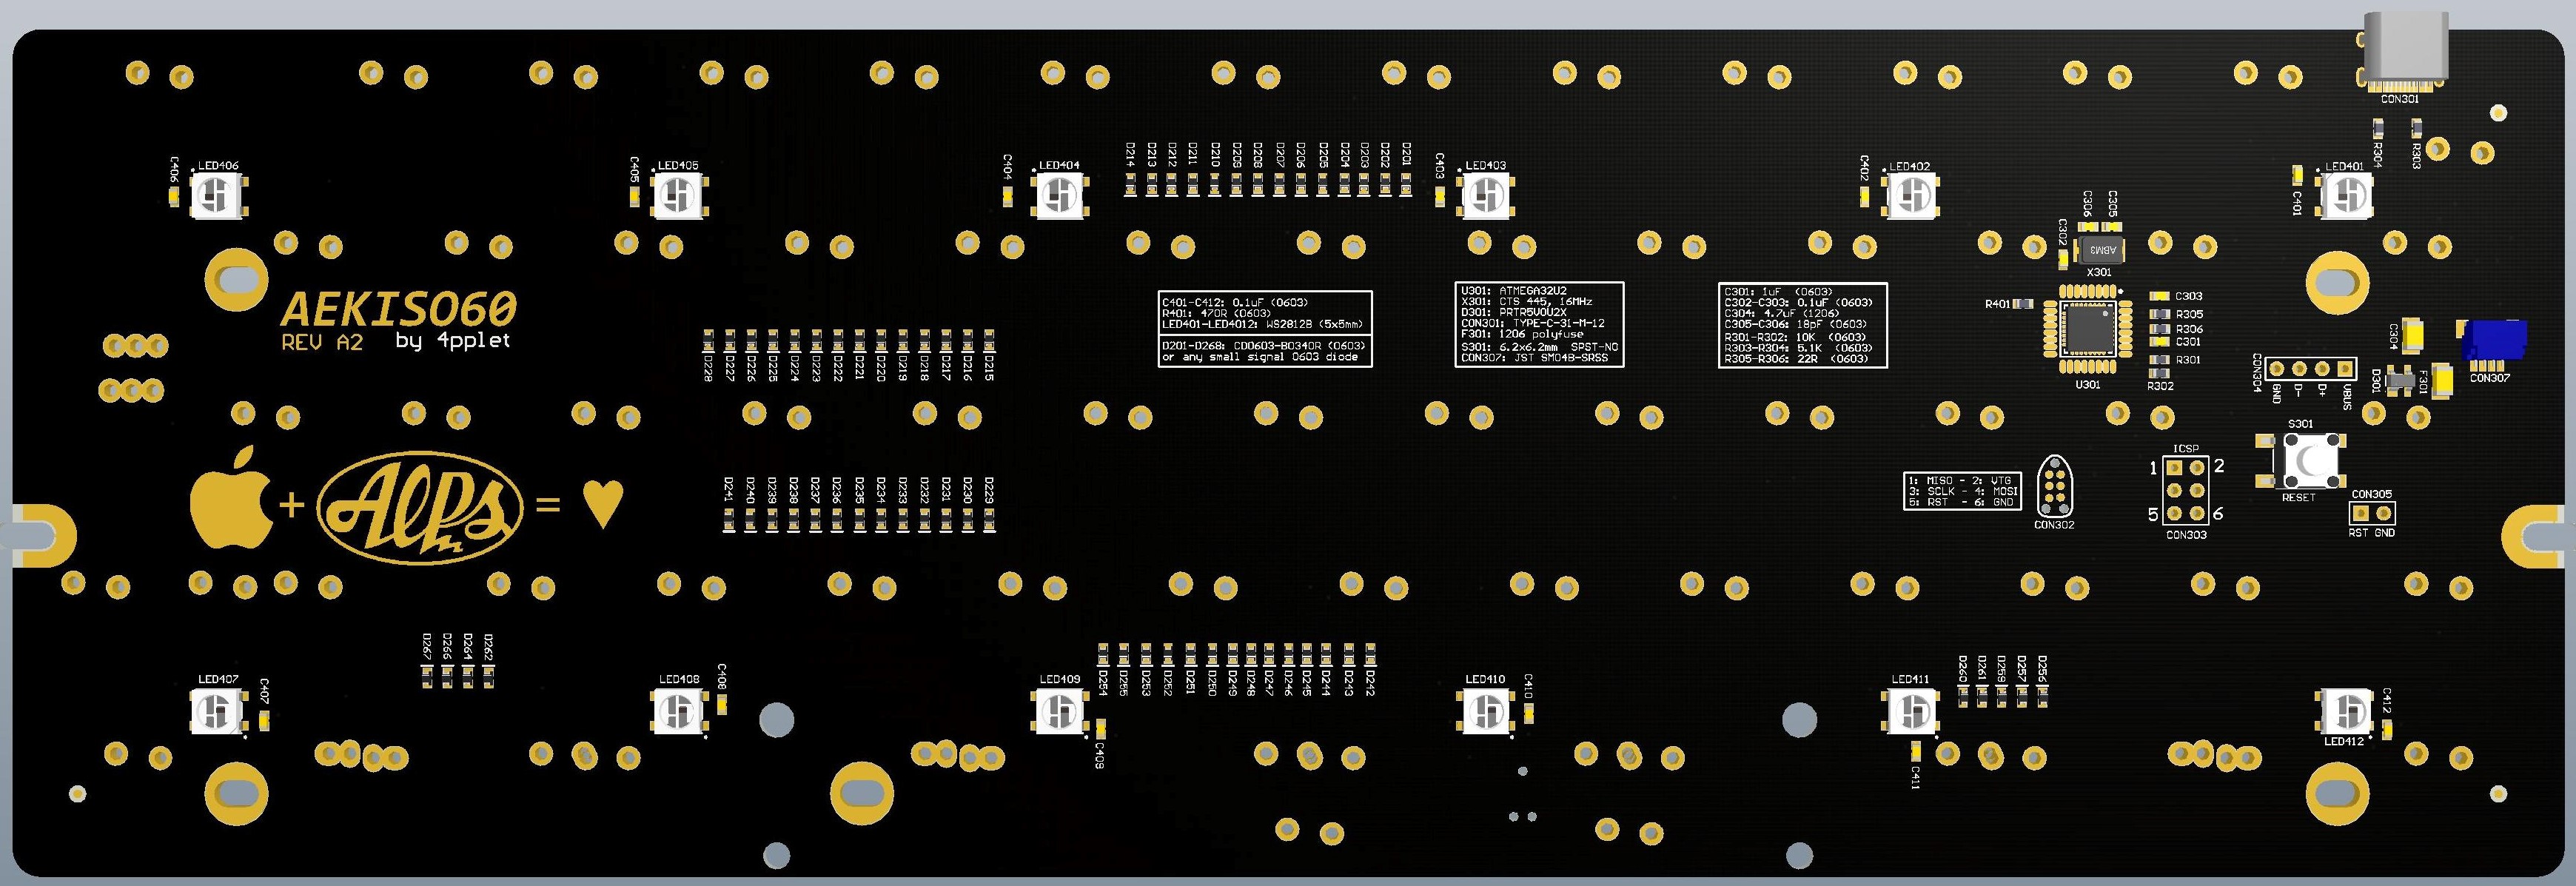 CON301
R304
R303
C406
LED406
C405
LED405
C404
LED404
D214
D213
D212
D211
D210
D209
D208
D207
D206
D205
D204
D203
D202
D201
C403
LED403
C402
LED402
C401
LED401
C306
C305
C302
ABM3
X301
AEKISO60
REV A2
by 4pplet
C401-C412: 0.1uF (0603)
R401: 470R (0603)
LED401-LED4012: WS2812B (5x5mm)
D201-D268: CD0603-B0340R (0603)
or any small signal 0603 diode
U301: ATMEGA32U2
X301: CTS 445, 16MHz
D301: PRTR5V0U2X
CON301: TYPE-C-31-M-12
F301: 1206 polyfuse
S301: 6.2x6.2mm SPST-NO
CON307: JST SM04B-SRSS
C301: 1uF (0603)
C302-C303: 0.1uF (0603)
C304: 4.7uF (1206)
C305-C306: 18pF (0603)
R301-R302: 10K (0603)
R303-R304: 5.1K (0603)
R305-R306: 22R (0603)
R401
C303
R305
R306
C301
R301
R302
U301
C304
CON307
CON304
GND
D-
D+
VBUS
D301
F301
D228
D227
D226
D225
D224
D223
D222
D221
D220
D219
D218
D217
D216
D215
+
Alps
=
D241
D240
D239
D238
D237
D236
D235
D234
D233
D232
D231
D230
D229
1: MISO - 2: VTG
3: SCLK - 4: MOSI
5: RST - 6: GND
CON302
ICSP
1
2
5
6
CON303
S301
RESET
CON305
RST GND
D267
D266
D264
D262
LED407
C407
LED408
C408
LED409
C409
D254
D255
D253
D252
D251
D250
D249
D248
D247
D246
D245
D244
D243
D242
LED410
C410
LED411
C411
D260
D261
D259
D257
D256
LED412
C412